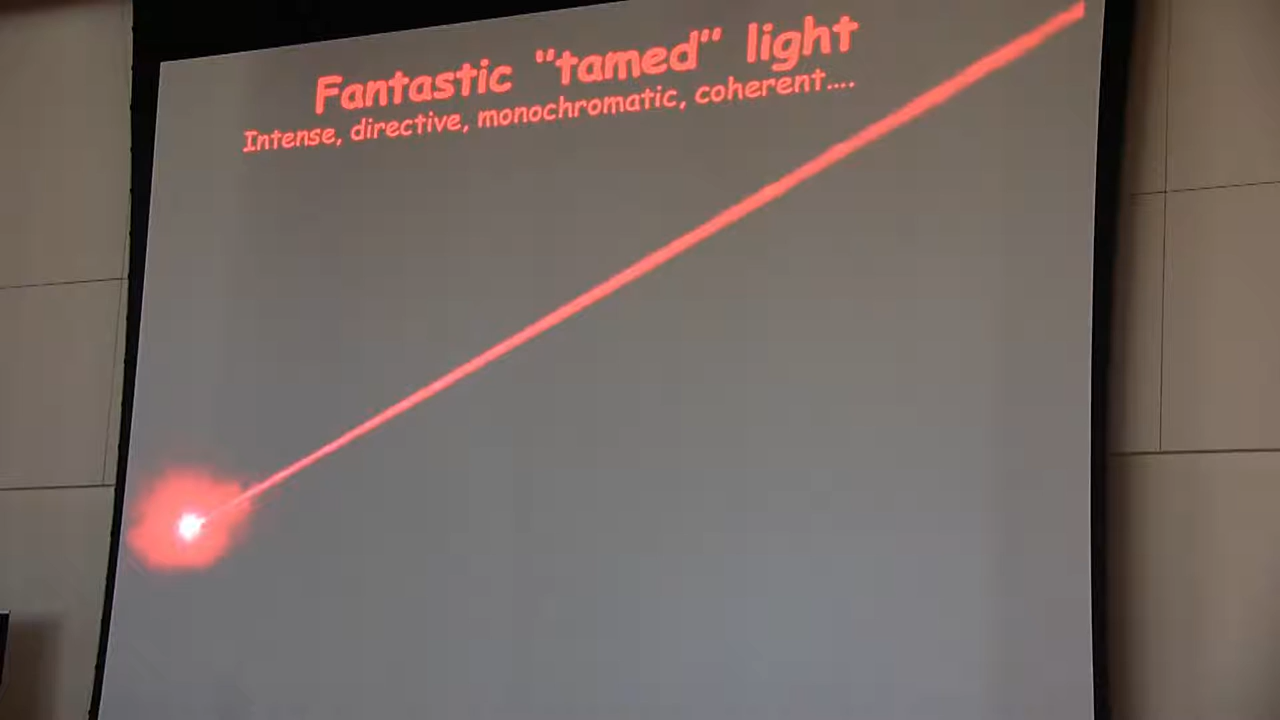 Fantastic “tamed” light
Intense, directive, monochromatic, coherent....